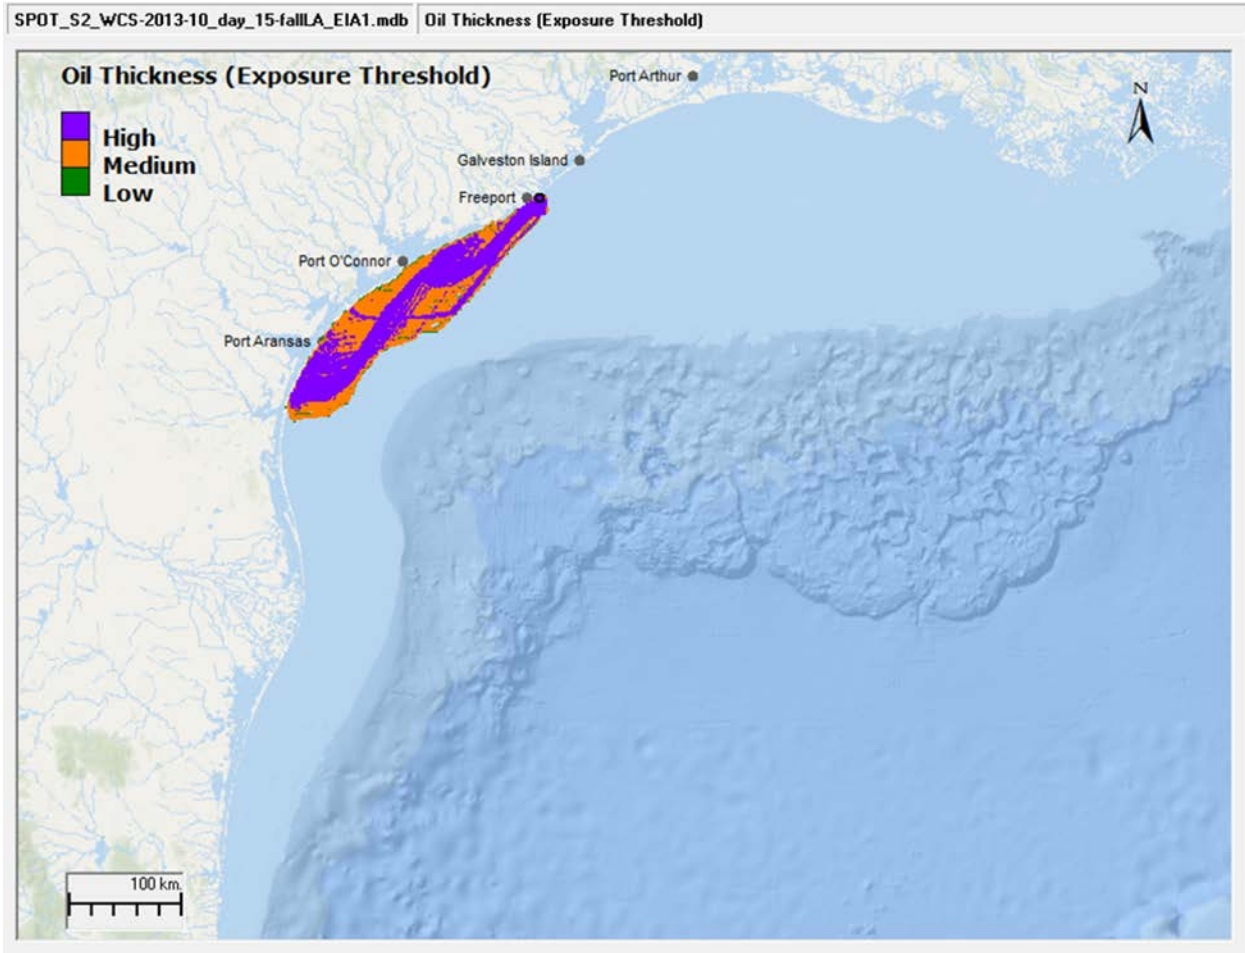 SPOT_S2_WCS-2013-10_day_15-fallLA_EIA1.mdb Oil Thickness (Exposure Threshold)
Oil Thickness (Exposure Threshold)
Port Arthur
N
High
Medium
Low
Galveston Island
Freeport
Port O'Connor
Port Aransas
100 km.